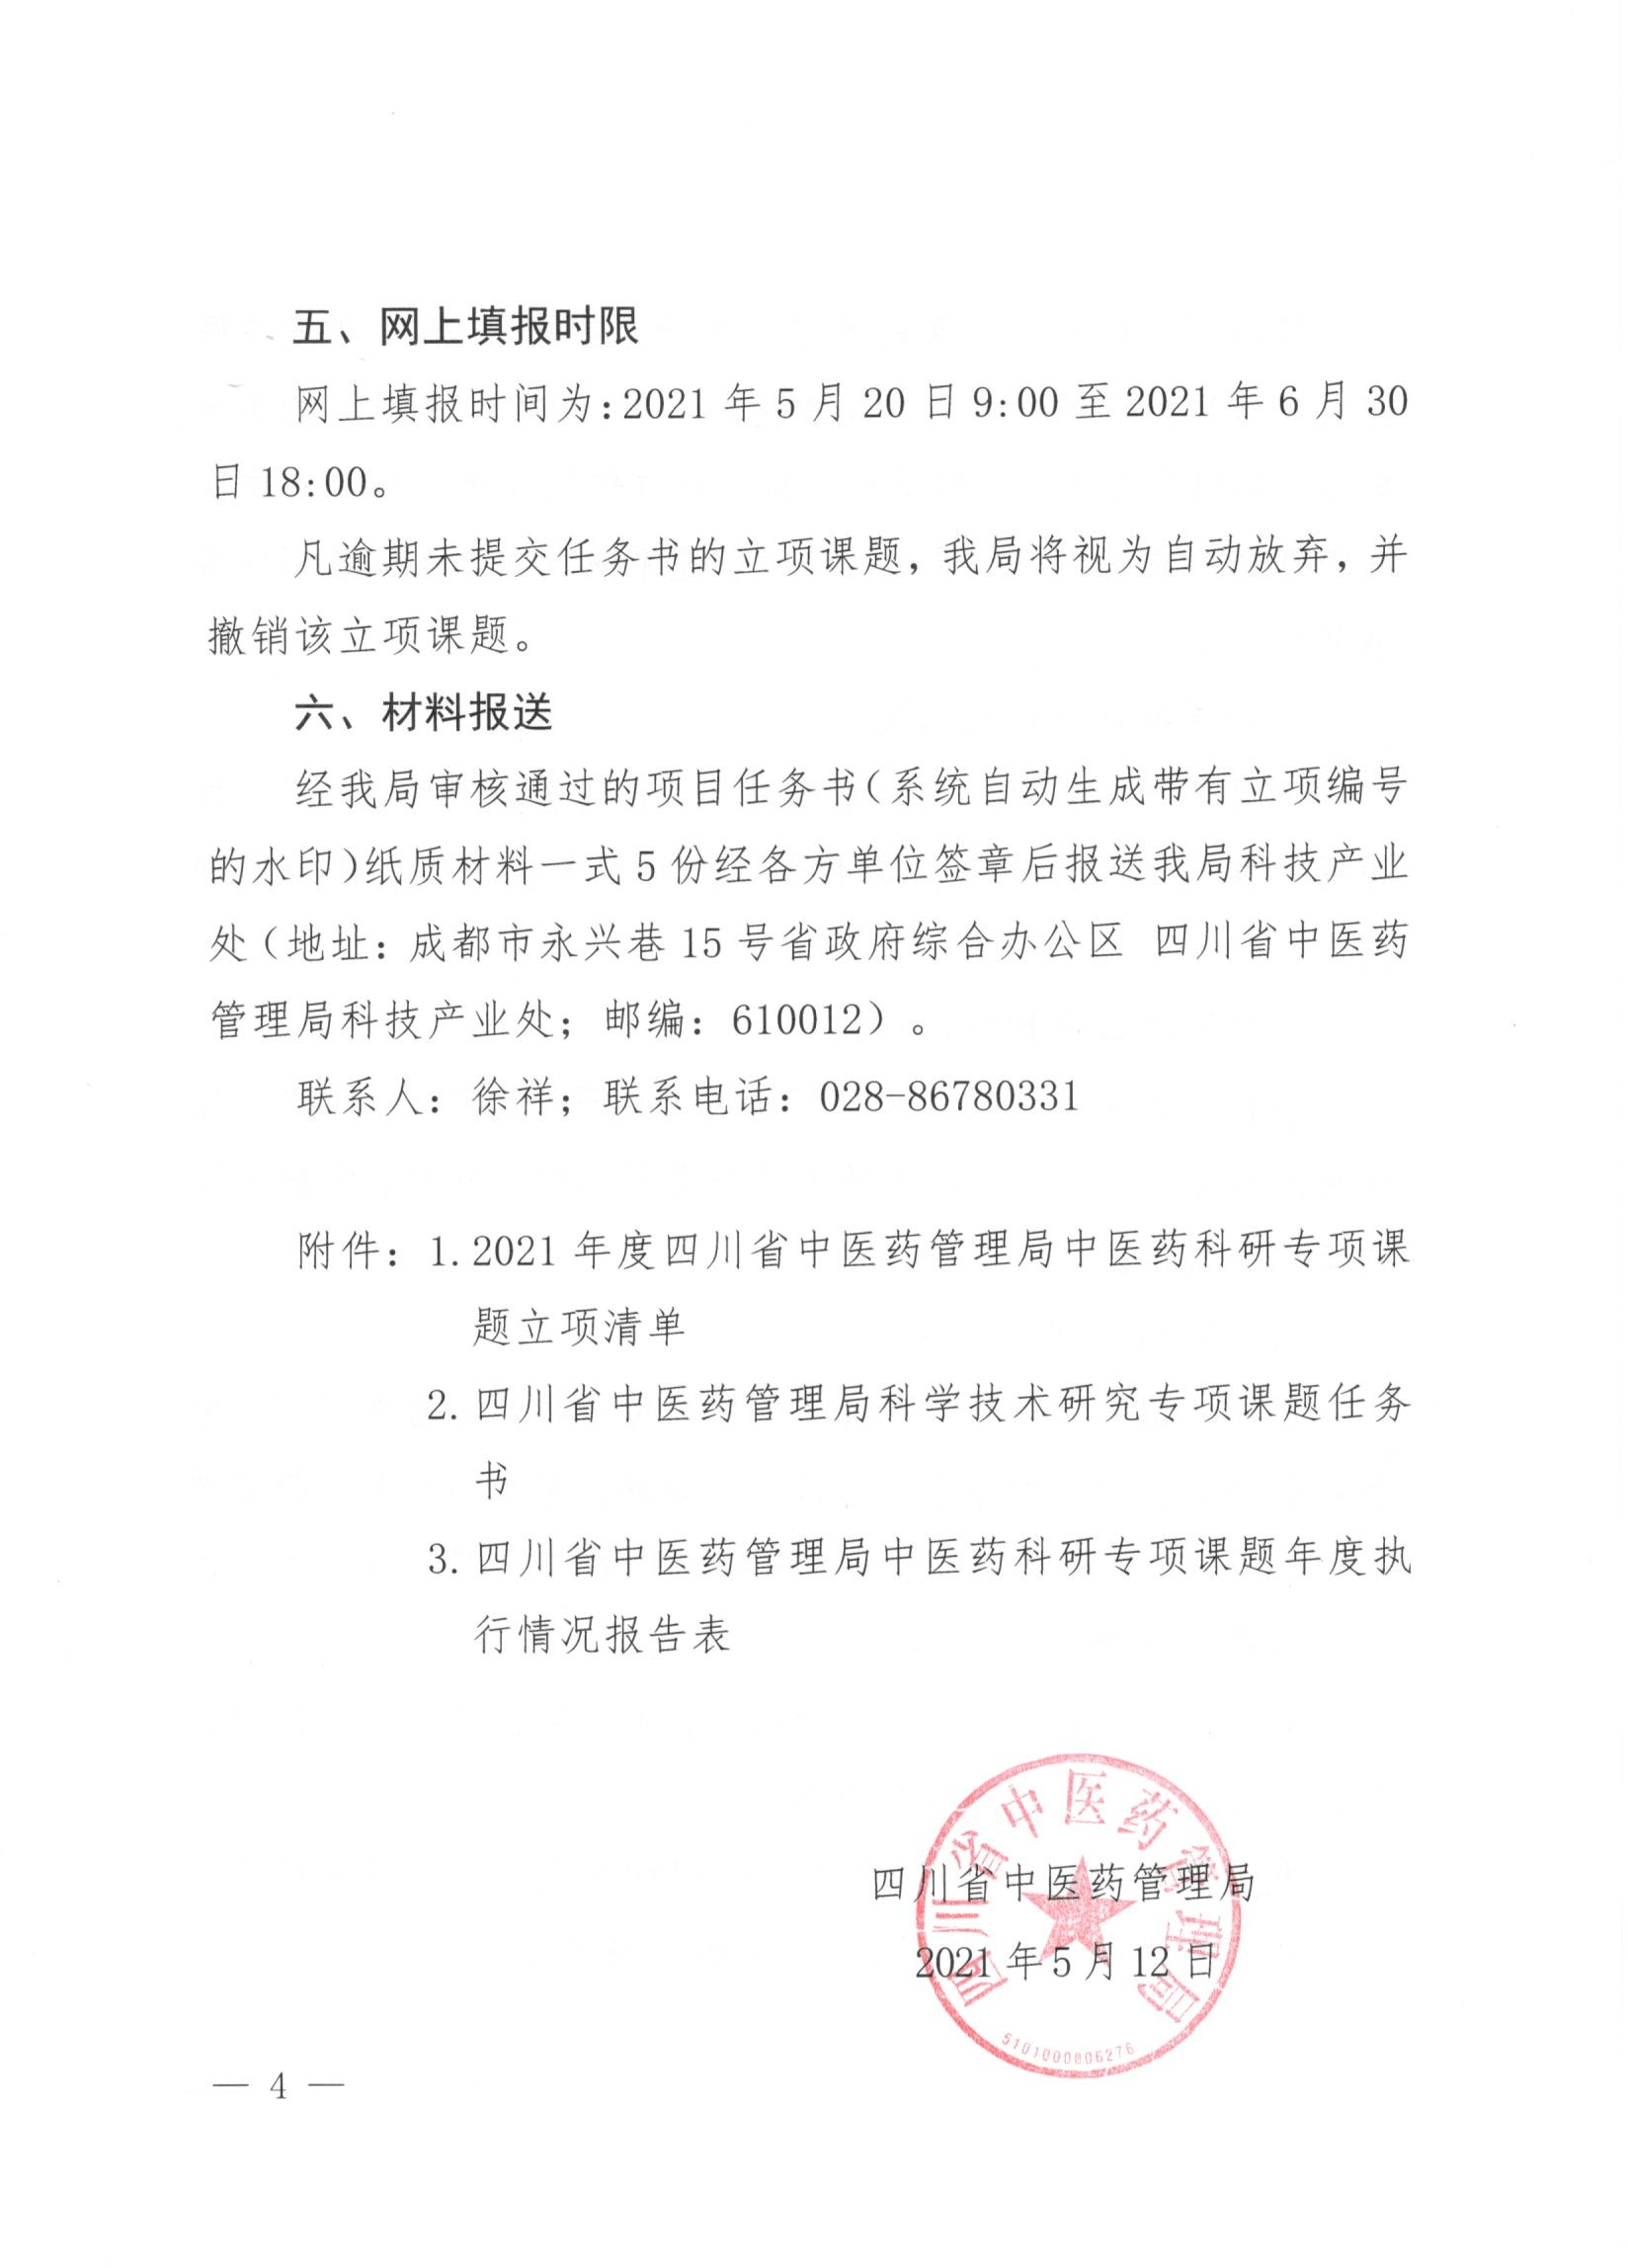 五、网上填报时限
网上填报时间为:2021 年 5 月 20 日 9:00 至 2021 年 6 月 30
日 18:00。
凡逾期未提交任务书的立项课题，我局将视为自动放弃，并
撤销该立项课题。
六、材料报送
经我局审核通过的项目任务书（系统自动生成带有立项编号
的水印）纸质材料一式 5 份经各方单位签章后报送我局科技产业
处（地址：成都市永兴巷 15 号省政府综合办公区 四川省中医药
管理局科技产业处；邮编：610012）。
联系人：徐祥；联系电话：028-86780331
附件：1. 2021 年度四川省中医药管理局中医药科研专项课
题立项清单
2. 四川省中医药管理局科学技术研究专项课题任务
书
3. 四川省中医药管理局中医药科研专项课题年度执
行情况报告表
四川省中医药管理局
四川省中医药管理局
2021 年 5 月 12 日
5101000006276
— 4 —